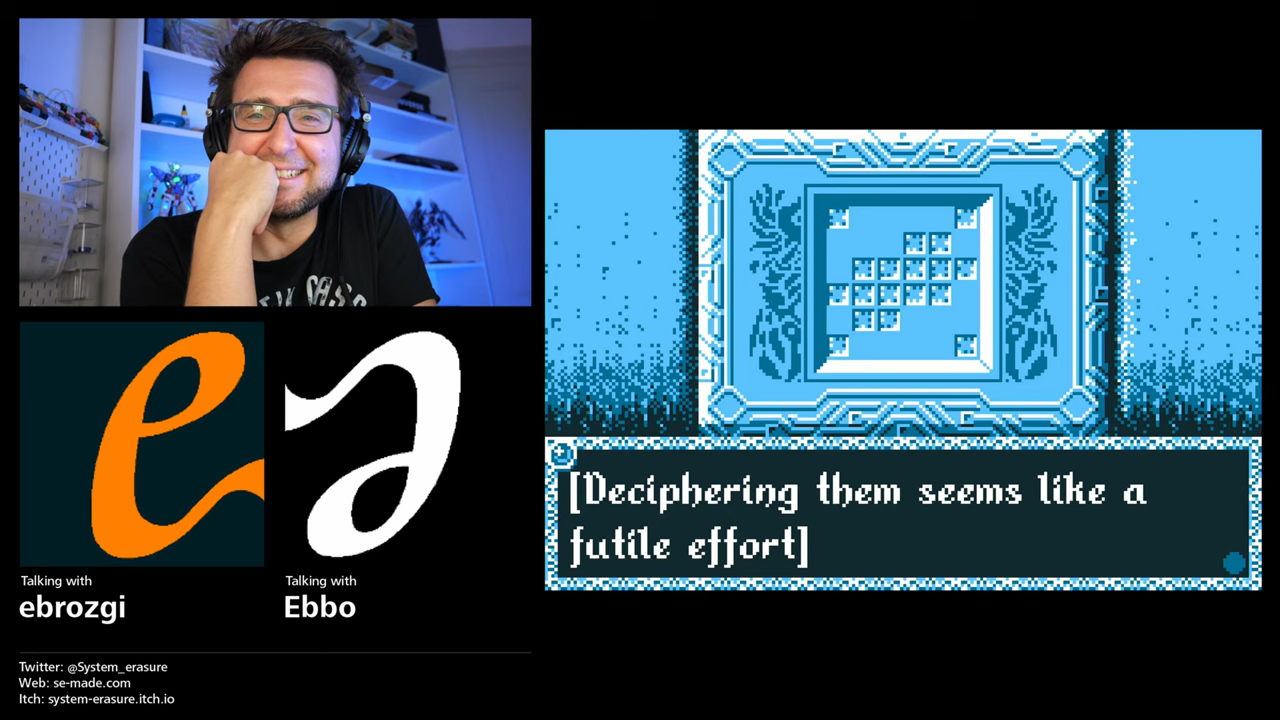 Talking with
ebrozgi
Talking with
Ebbo
Twitter: @System_erasure
Web: se-made.com
Itch: system-erasure.itch.io
[Deciphering them seems like a
futile effort]